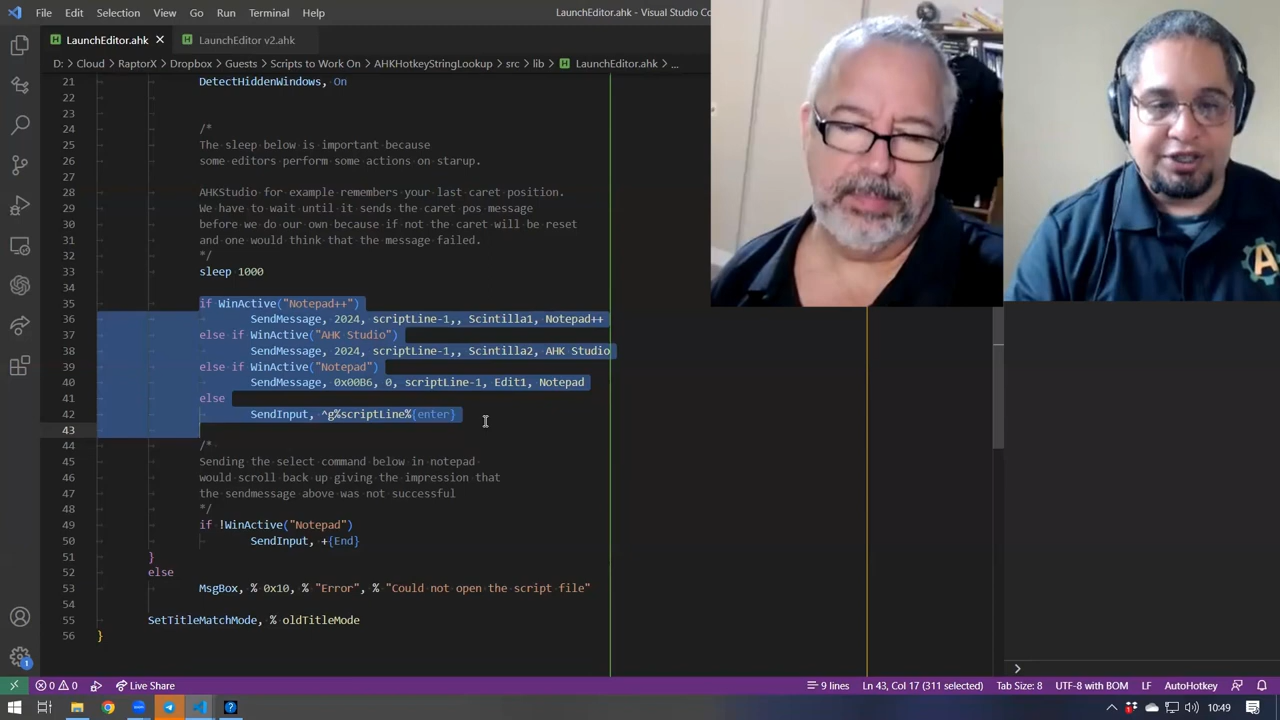 File Edit Selection View Go Run Terminal Help
LaunchEditor.ahk - Visual Studio Co
LaunchEditor.ahk LaunchEditor v2.ahk
D: > Cloud > RaptorX > Dropbox > Guests > Scripts to Work On > AHKHotkeyStringLookup > src > lib > LaunchEditor.ahk > ...
21 DetectHiddenWindows, On
22
23
24 /*
25 The sleep below is important because
26 some editors perform some actions on starup.
27
28 AHKStudio for example remembers your last caret position.
29 We have to wait until it sends the caret pos message
30 before we do our own because if not the caret will be reset
31 and one would think that the message failed.
32 */
33 sleep 1000
34
35 if WinActive("Notepad++")
36 SendMessage, 2024, scriptLine-1,, Scintilla1, Notepad++
37 else if WinActive("AHK Studio")
38 SendMessage, 2024, scriptLine-1,, Scintilla2, AHK Studio
39 else if WinActive("Notepad")
40 SendMessage, 0x00B6, 0, scriptLine-1, Edit1, Notepad
41 else
42 SendInput, ^g%scriptLine%{enter}
43
44 /*
45 Sending the select command below in notepad
46 would scroll back up giving the impression that
47 the sendmessage above was not successful
48 */
49 if !WinActive("Notepad")
50 SendInput, +{End}
51 }
52 else
53 MsgBox, % 0x10, % "Error", % "Could not open the script file"
54
55 SetTitleMatchMode, % oldTitleMode
56 }
A
1
0 0 Live Share
9 lines Ln 43, Col 17 (311 selected) Tab Size: 8 UTF-8 with BOM LF AutoHotkey
10:49